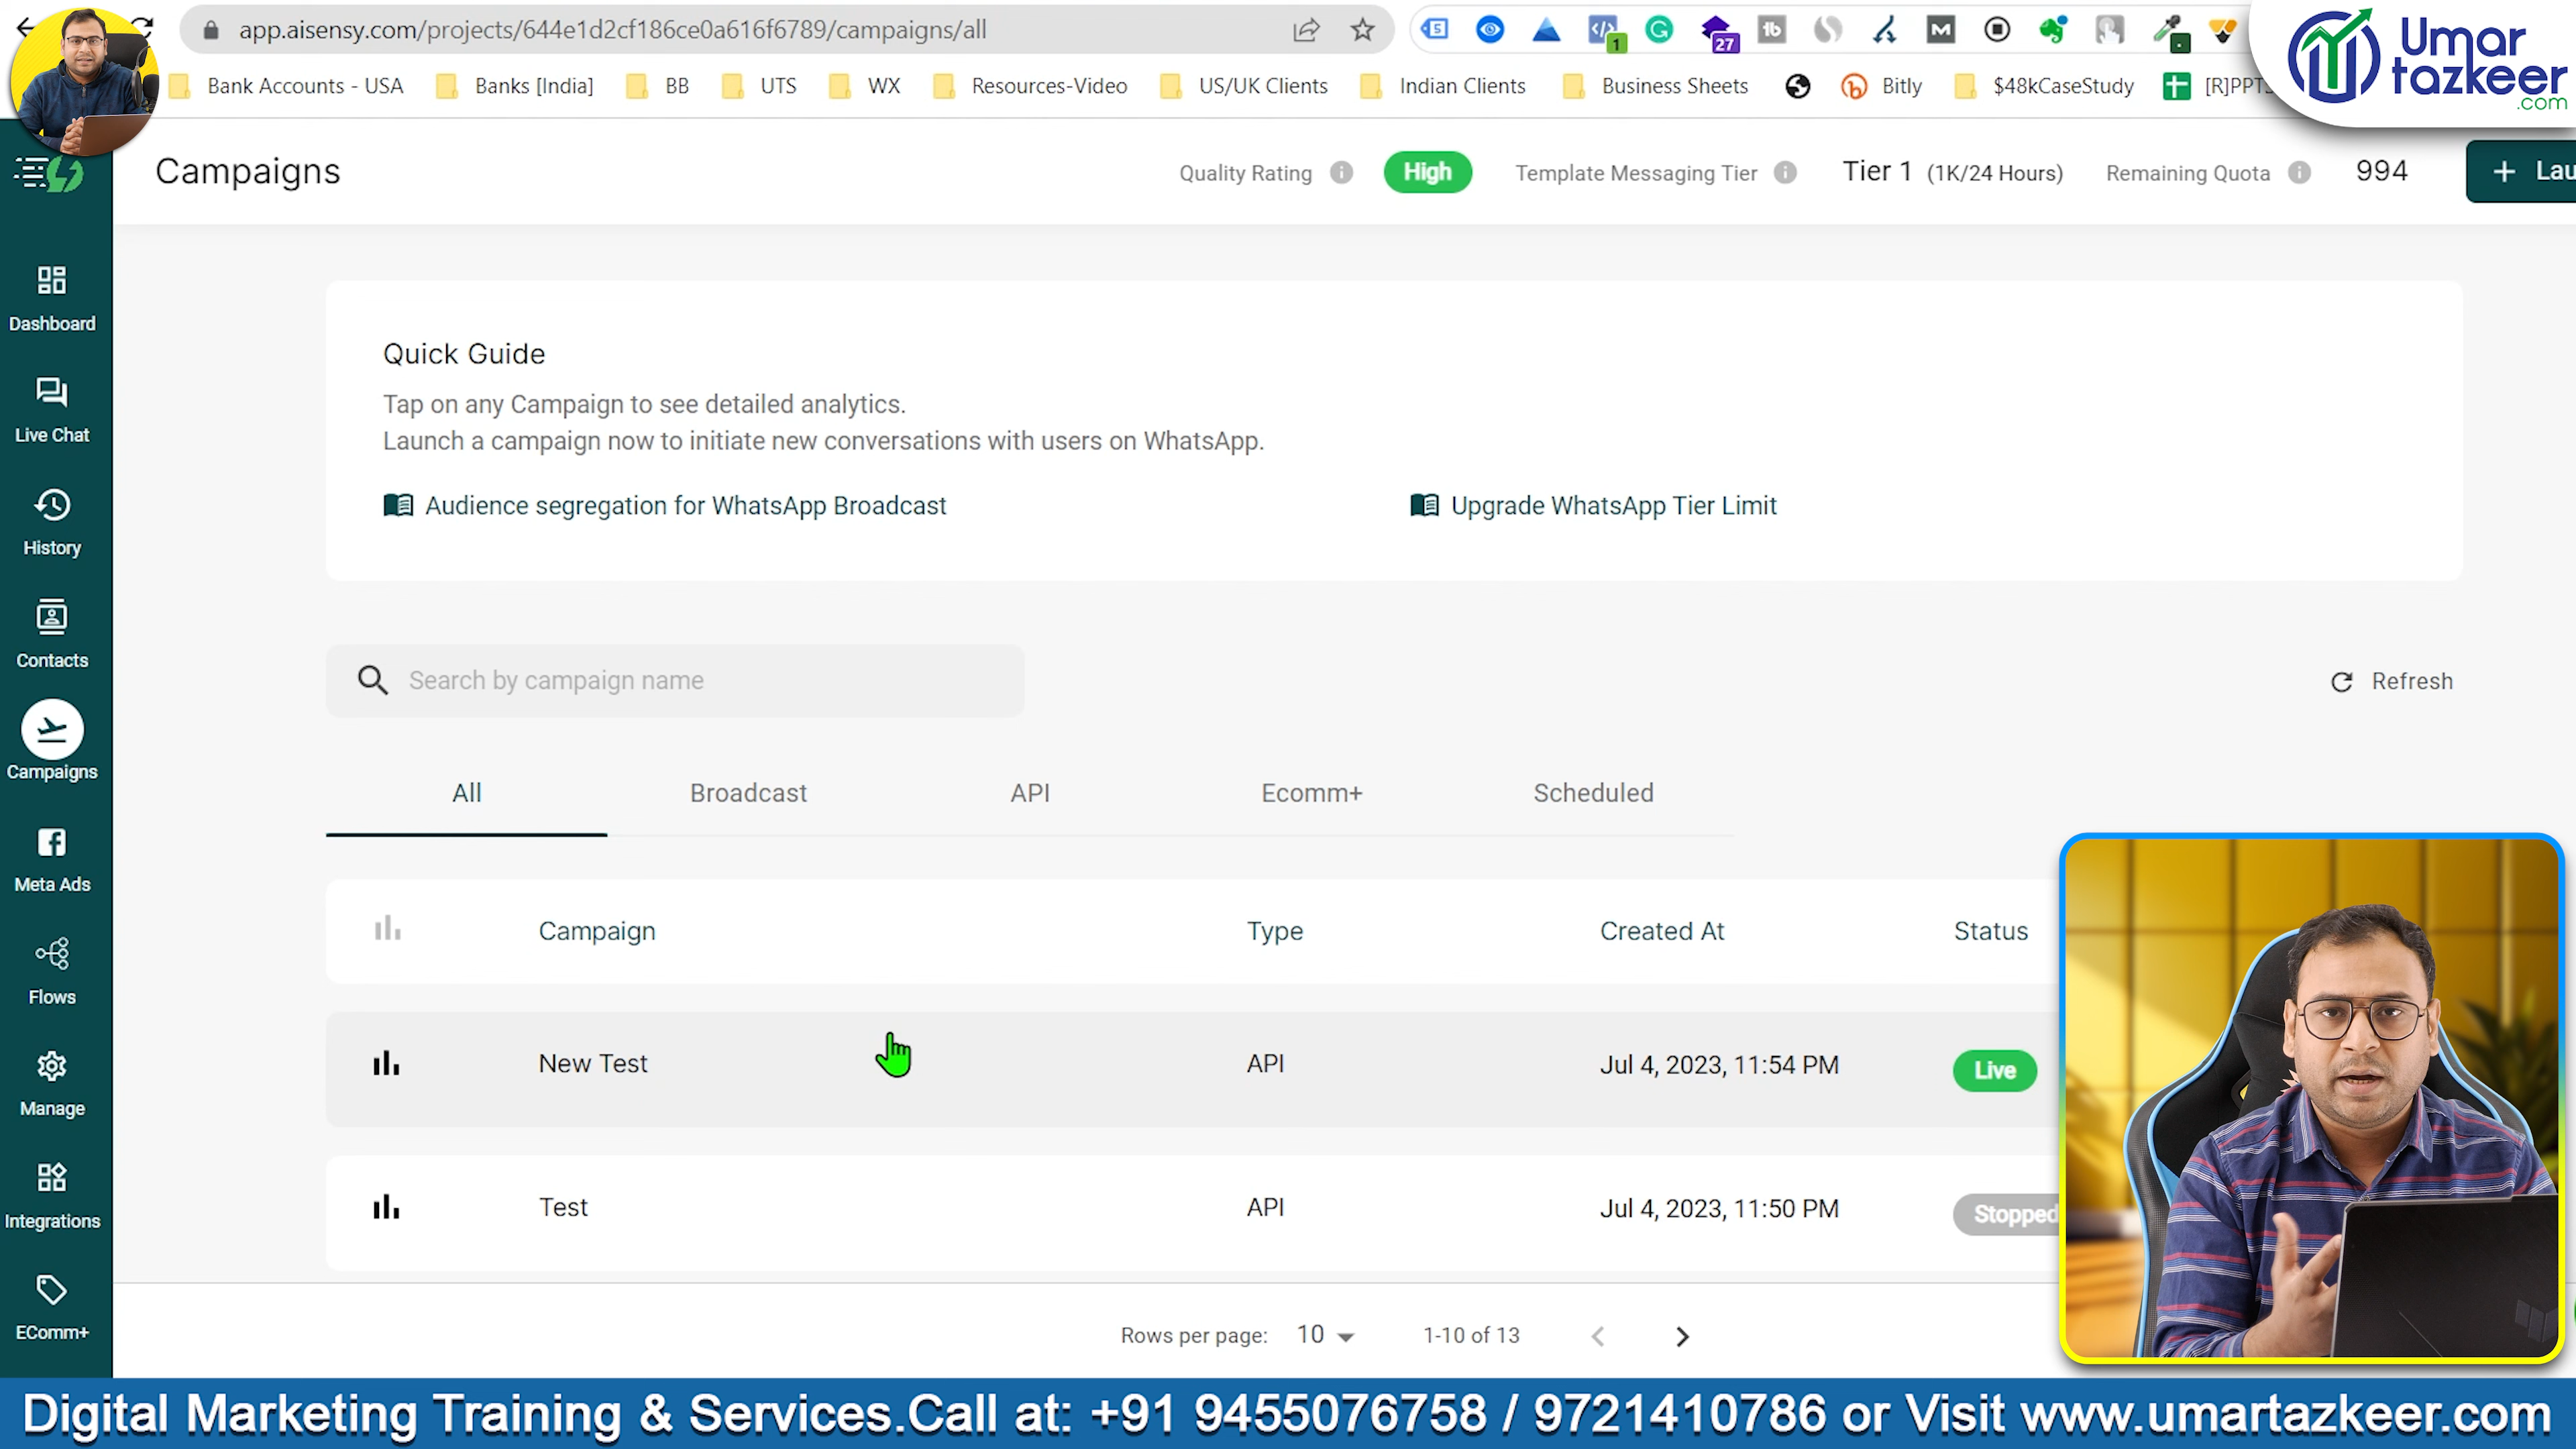 app.aisensy.com/projects/644e1d2cf186ce0a616f6789/campaigns/all
1
27
Umar
tazkeer
.com
Bank Accounts - USA
Banks [India]
BB
UTS
WX
Resources-Video
US/UK Clients
Indian Clients
Business Sheets
Bitly
$48kCaseStudy
Campaigns
Quality Rating
High
Template Messaging Tier
Tier 1 (1K/24 Hours)
Remaining Quota
994
+ Lau
Dashboard
Live Chat
History
Contacts
Campaigns
Meta Ads
Flows
Manage
Integrations
EComm+
Quick Guide
Tap on any Campaign to see detailed analytics.
Launch a campaign now to initiate new conversations with users on WhatsApp.
Audience segregation for WhatsApp Broadcast
Upgrade WhatsApp Tier Limit
Search by campaign name
Refresh
All
Broadcast
API
Ecomm+
Scheduled
Campaign
Type
Created At
Status
New Test
API
Jul 4, 2023, 11:54 PM
Live
Test
API
Jul 4, 2023, 11:50 PM
Stopped
Rows per page:
10
1-10 of 13
Digital Marketing Training & Services.Call at: +91 9455076758 / 9721410786 or Visit www.umartazkeer.com